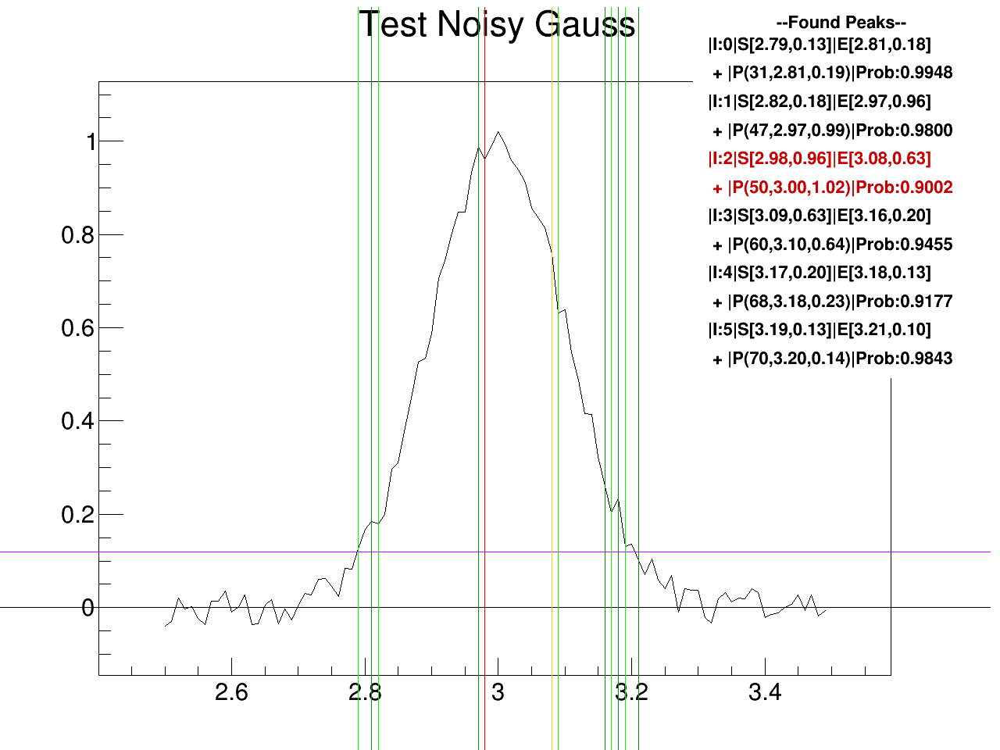 Test Noisy Gauss
--Found Peaks--
|I:0|S[2.79,0.13]|E[2.81,0.18]
+ |P(31,2.81,0.19)|Prob:0.9948
|I:1|S[2.82,0.18]|E[2.97,0.96]
+ |P(47,2.97,0.99)|Prob:0.9800
|I:2|S[2.98,0.96]|E[3.08,0.63]
+ |P(50,3.00,1.02)|Prob:0.9002
|I:3|S[3.09,0.63]|E[3.16,0.20]
+ |P(60,3.10,0.64)|Prob:0.9455
|I:4|S[3.17,0.20]|E[3.18,0.13]
+ |P(68,3.18,0.23)|Prob:0.9177
|I:5|S[3.19,0.13]|E[3.21,0.10]
+ |P(70,3.20,0.14)|Prob:0.9843
1
0.8
0.6
0.4
0.2
0
2.6 2.8 3 3.2 3.4